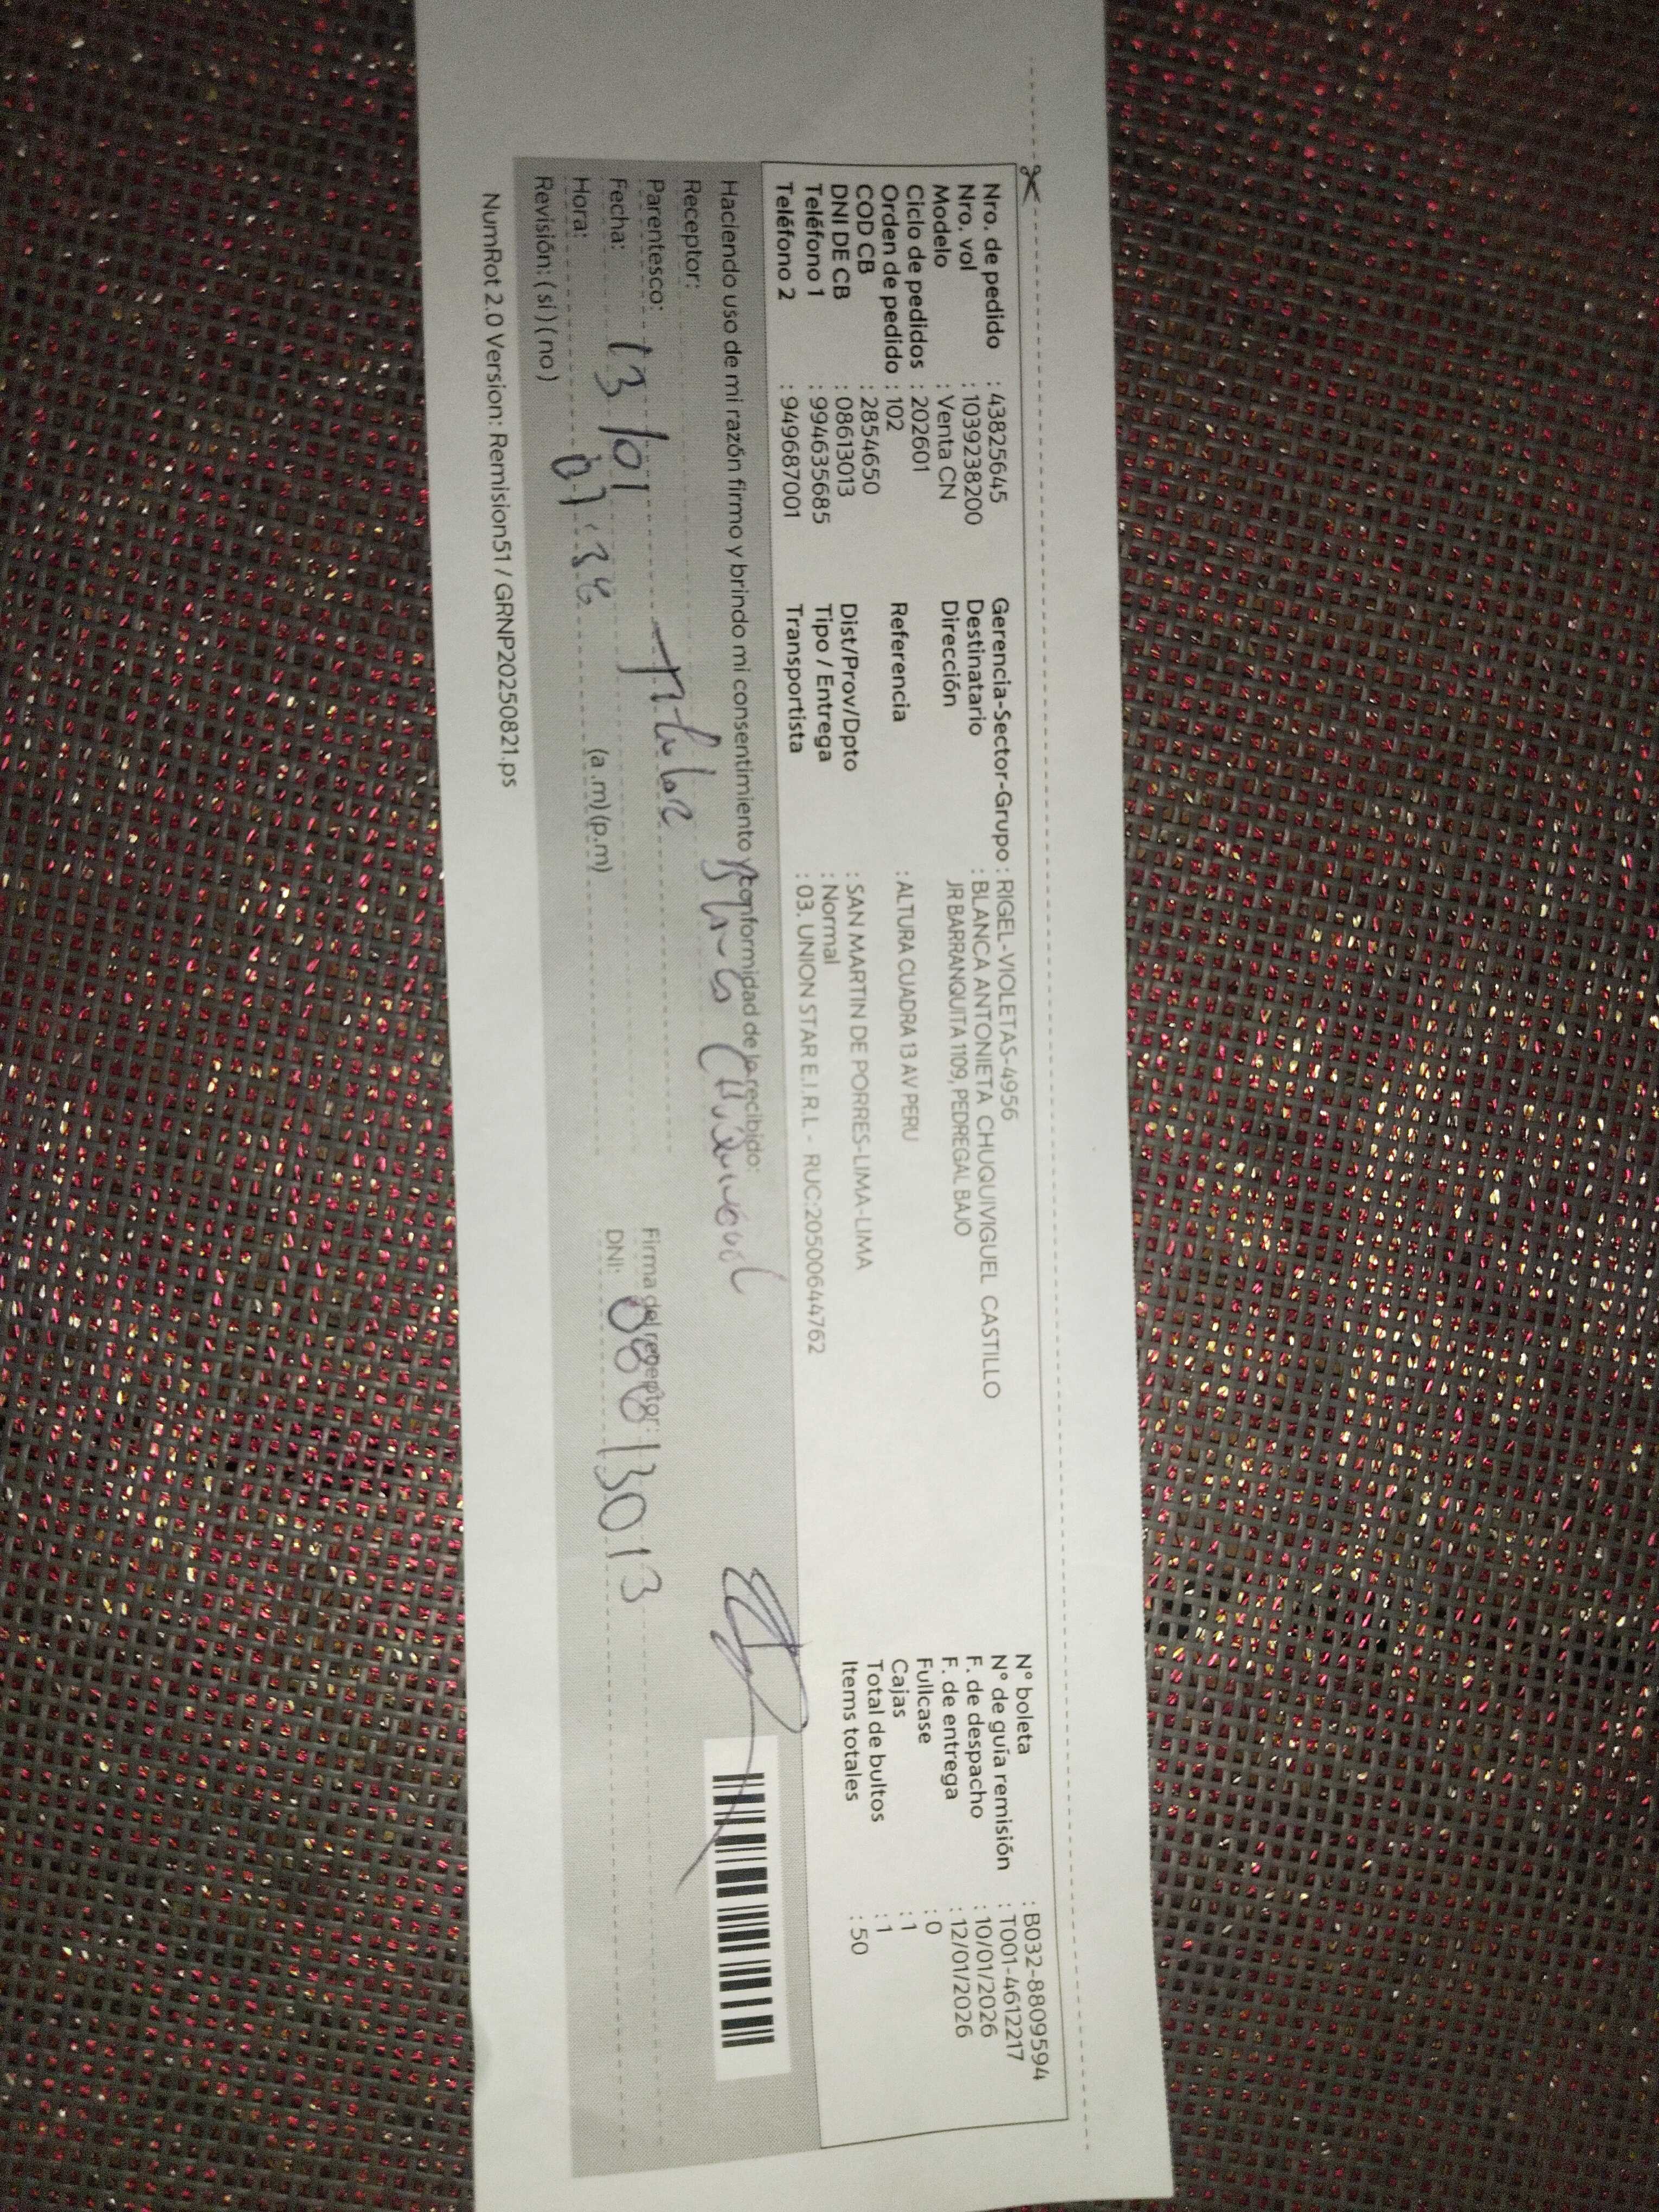 Nro. de pedido : 43825645
Nro. vol : 1039238200
Modelo : Venta CN
Ciclo de pedidos : 202601
Orden de pedido : 102
COD CB : 2854650
DNI DE CB : 08613013
Teléfono 1 : 994635685
Teléfono 2 : 949687001
Gerencia-Sector-Grupo : RIGEL-VIOLETAS-4956
Destinatario : BLANCA ANTONIETA CHUQUIVIGUEL CASTILLO
Dirección JR BARRANQUITA 1109, PEDREGAL BAJO
Referencia : ALTURA CUADRA 13 AV PERU
Dist/Prov/Dpto : SAN MARTIN DE PORRES-LIMA-LIMA
Tipo / Entrega : Normal
Transportista : 03. UNION STAR E.I.R.L - RUC:20500644762
N° boleta : B032-88095594
N° de guía remisión : T001-4612217
F. de despacho : 10/01/2026
F. de entrega : 12/01/2026
Fullcase : 0
Cajas : 1
Total de bultos : 1
Items totales : 50
Haciendo uso de mi razón firmo y brindo mi consentimiento y conformidad de lo recibido:
Receptor:
Parentesco: Titular
Fecha: 13/01
Hora: (a.m)(p.m)
Revisión: ( si ) ( no )
Firma del receptor:
DNI: 08613013
NumRot 2.0 Version: Remision51 / GRNP20250821.ps